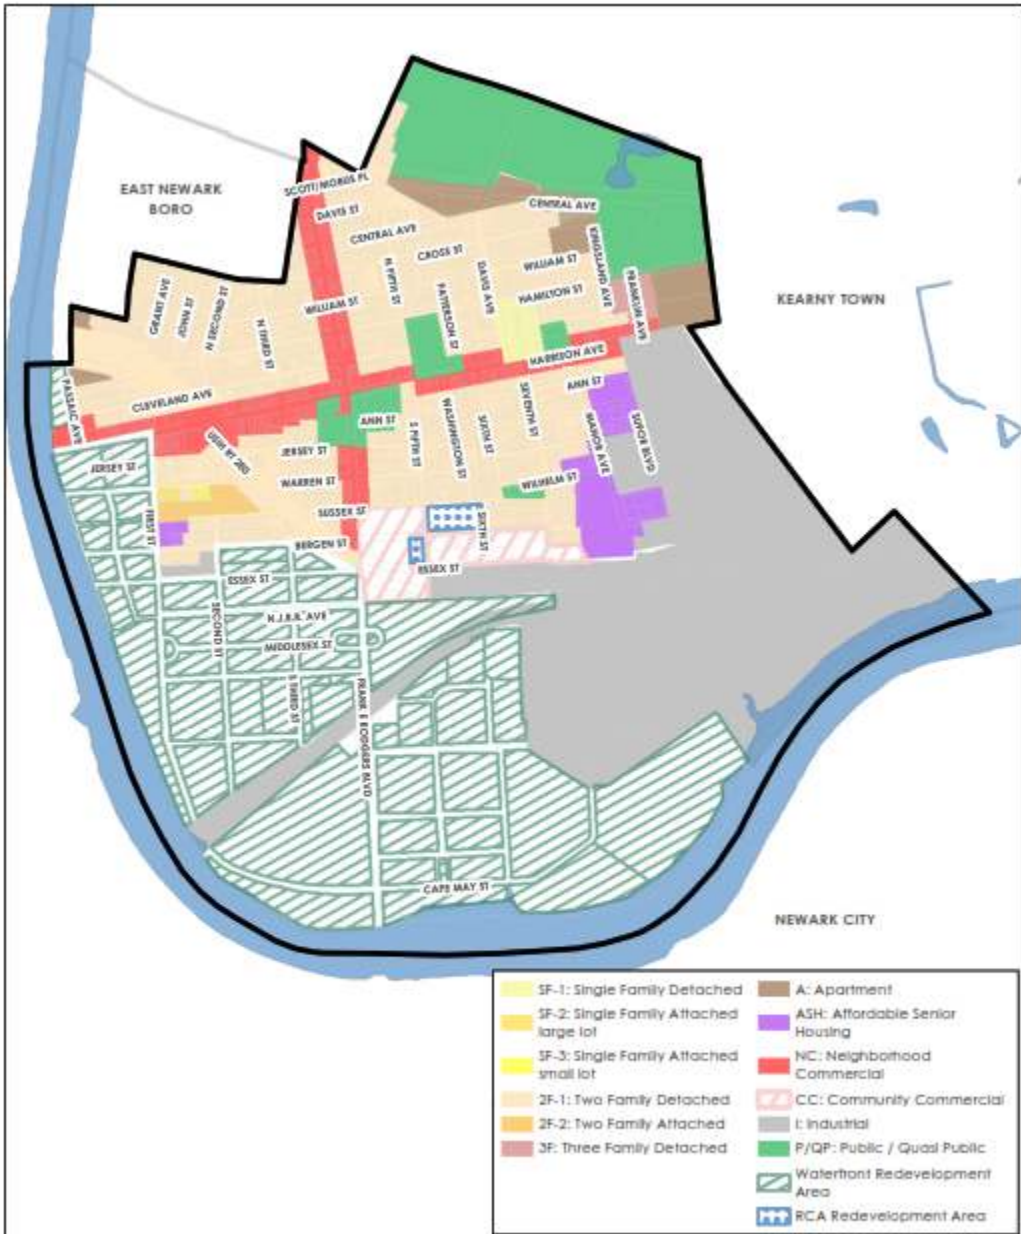 EAST NEWARK
BORO
SCOTT/MOBUS PL
DAVIS ST
CENTRAL AVE
CENTRAL AVE
CROSS ST
KEARNY TOWN
GRANT AVE
JOHN ST
N SECOND ST
N THIRD ST
WILLIAM ST
N FIFTH ST
PATTERSON ST
DAVIS AVE
WILLIAM ST
HAMILTON ST
KINGSLAND AVE
FRANKLIN AVE
HARRISON AVE
PASSAIC AVE
CLEVELAND AVE
ANN ST
ANN ST
JERSEY ST
JERSEY ST
WARREN ST
S FIFTH ST
WASHINGTON ST
SIXTH ST
SEVENTH ST
MANOR AVE
SUPOR BLVD
WILHELM ST
FIRST ST
SUSSEX ST
BERGEN ST
S SIXTH ST
ESSEX ST
ESSEX ST
SECOND ST
N.J.R.R. AVE
MIDDLESEX ST
S THIRD ST
FRANK E RODGERS BLVD
CAPE MAY ST
NEWARK CITY
SF-1: Single Family Detached
SF-2: Single Family Attached
large lot
SF-3: Single Family Attached
small lot
2F-1: Two Family Detached
2F-2: Two Family Attached
3F: Three Family Detached
A: Apartment
ASH: Affordable Senior
Housing
NC: Neighborhood
Commercial
CC: Community Commercial
I: Industrial
P/QP: Public / Quasi Public
Waterfront Redevelopment
Area
RCA Redevelopment Area